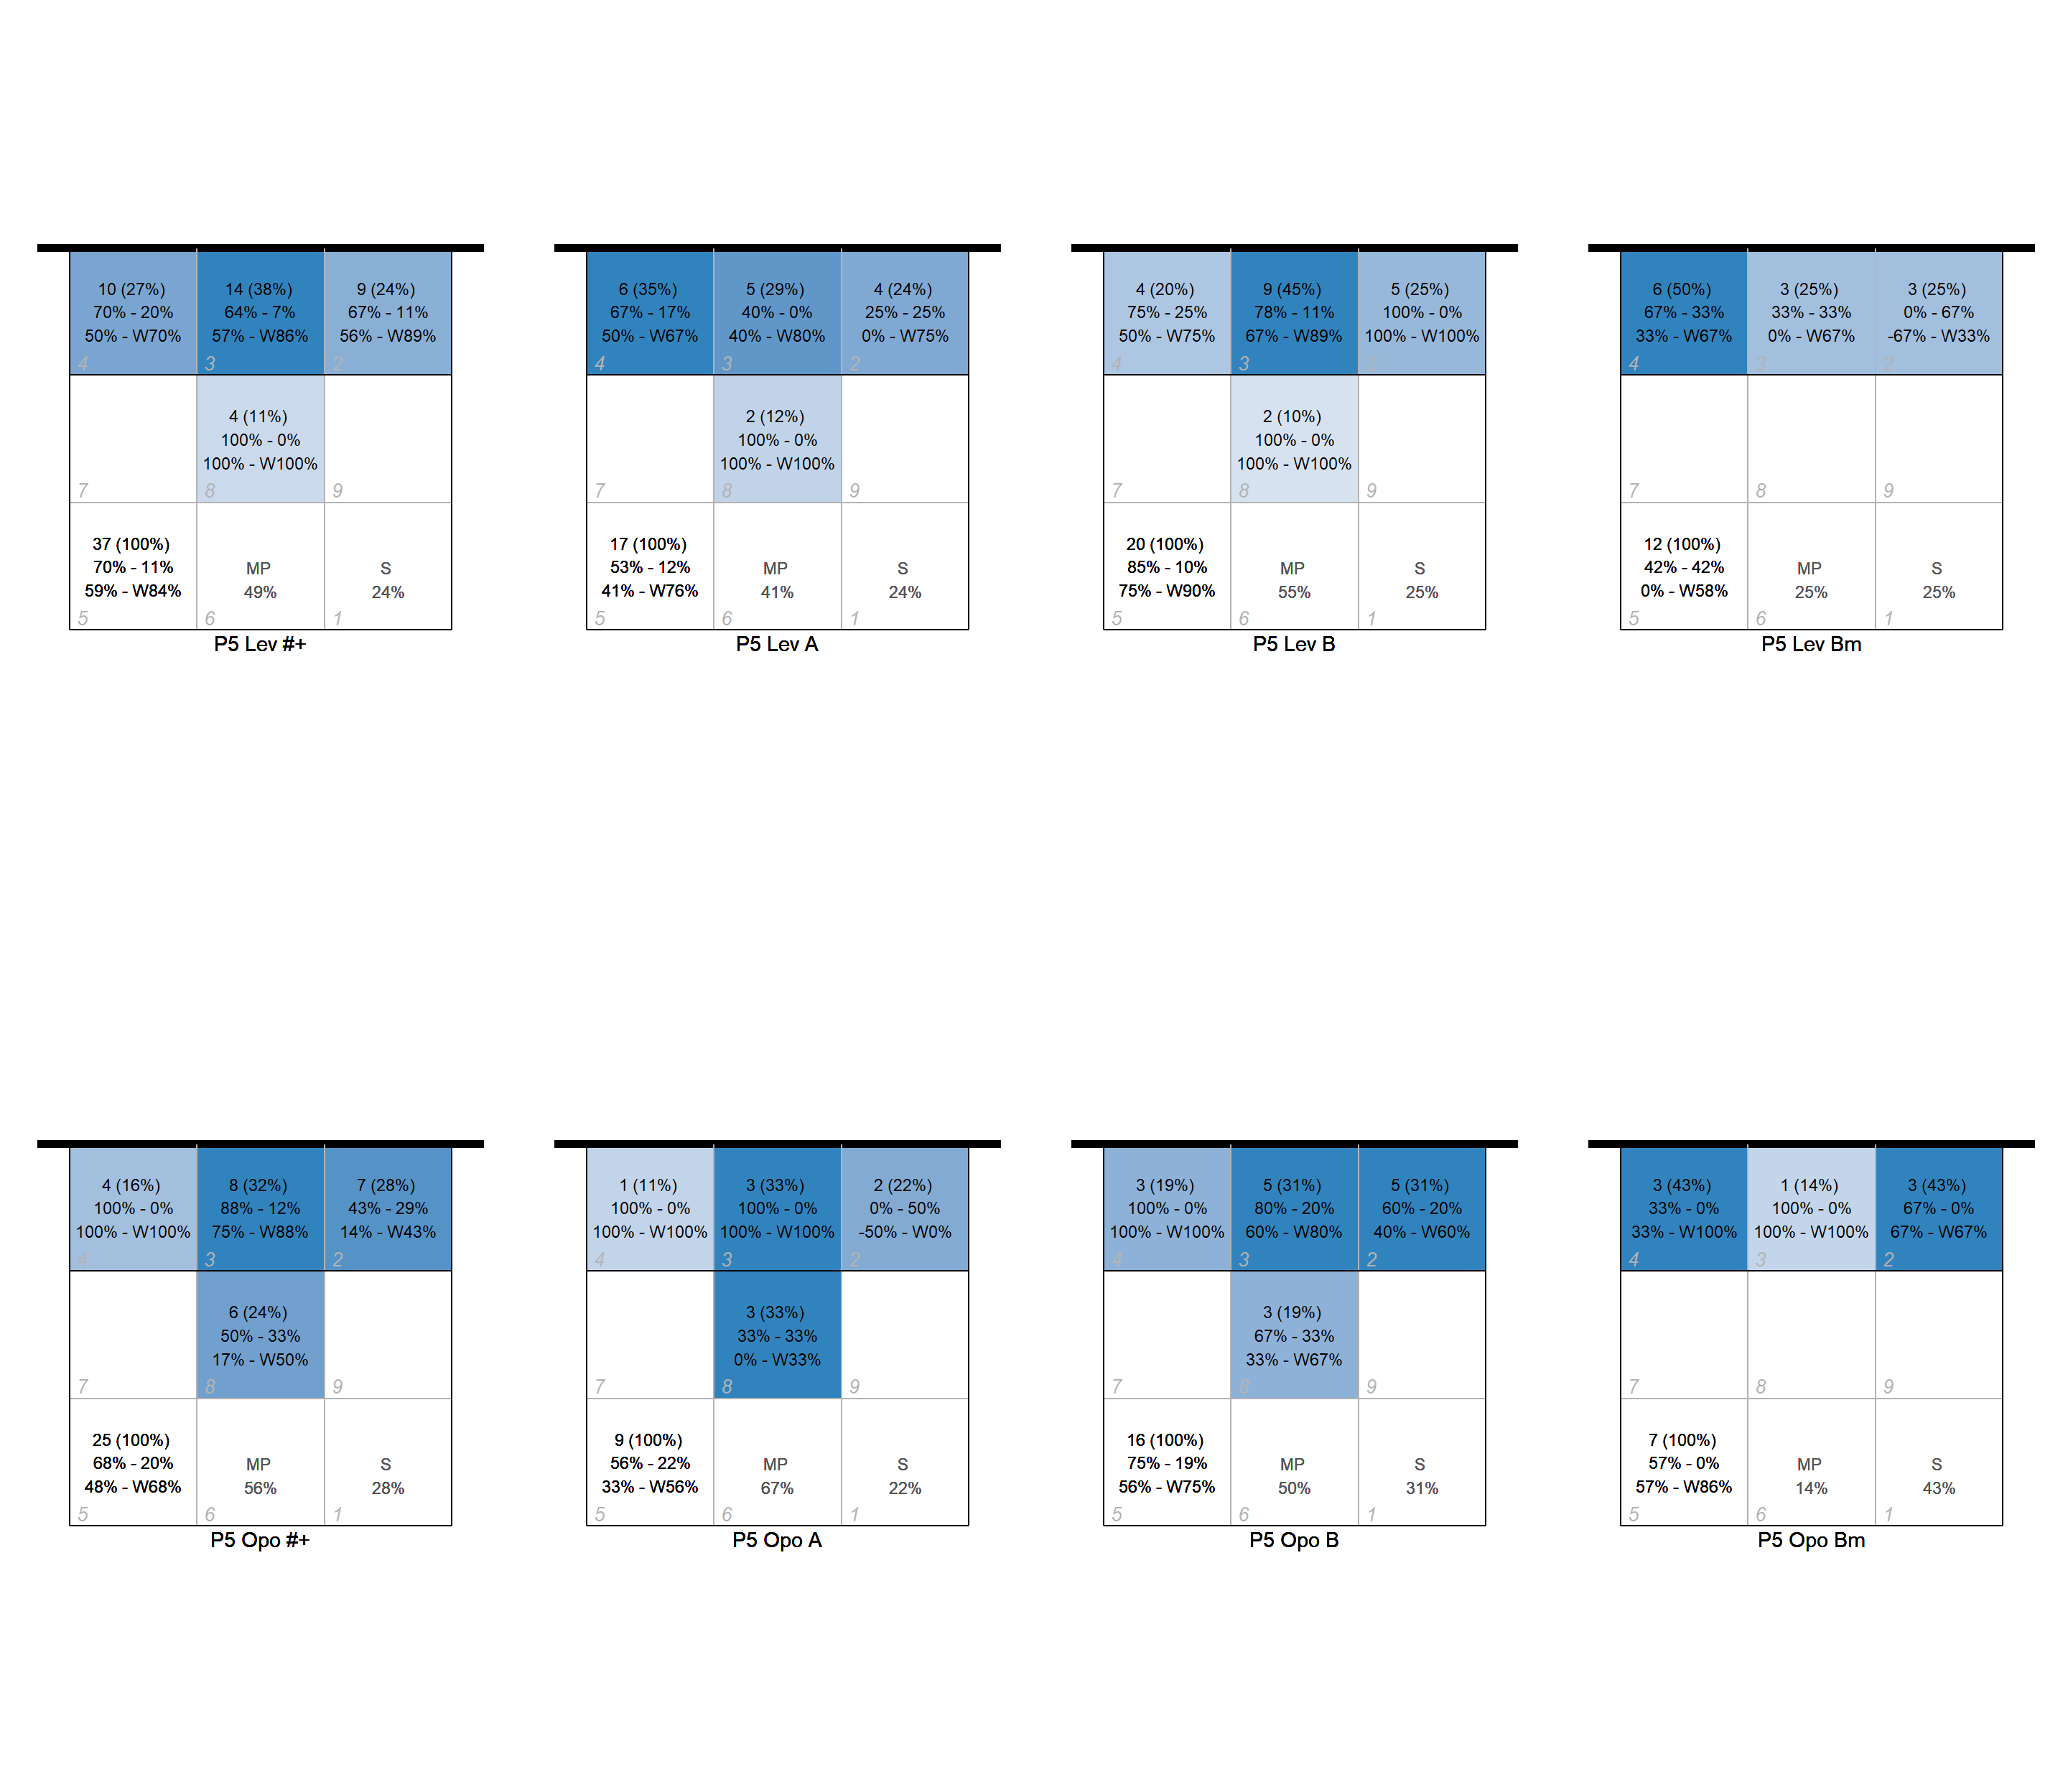 10 (27%)
70% - 20%
50% - W70%
4
14 (38%)
64% - 7%
57% - W86%
3
9 (24%)
67% - 11%
56% - W89%
2
7
4 (11%)
100% - 0%
100% - W100%
8
9
37 (100%)
70% - 11%
59% - W84%
5
MP
49%
6
S
24%
1
P5 Lev #+
6 (35%)
67% - 17%
50% - W67%
4
5 (29%)
40% - 0%
40% - W80%
3
4 (24%)
25% - 25%
0% - W75%
2
7
2 (12%)
100% - 0%
100% - W100%
8
9
17 (100%)
53% - 12%
41% - W76%
5
MP
41%
6
S
24%
1
P5 Lev A
4 (20%)
75% - 25%
50% - W75%
4
9 (45%)
78% - 11%
67% - W89%
3
5 (25%)
100% - 0%
100% - W100%
7
2 (10%)
100% - 0%
100% - W100%
8
9
20 (100%)
85% - 10%
75% - W90%
5
MP
55%
6
S
25%
1
P5 Lev B
6 (50%)
67% - 33%
33% - W67%
4
3 (25%)
33% - 33%
0% - W67%
3
3 (25%)
0% - 67%
-67% - W33%
2
7
8
9
12 (100%)
42% - 42%
0% - W58%
5
MP
25%
6
S
25%
1
P5 Lev Bm
4 (16%)
100% - 0%
100% - W100%
4
8 (32%)
88% - 12%
75% - W88%
3
7 (28%)
43% - 29%
14% - W43%
2
7
6 (24%)
50% - 33%
17% - W50%
8
9
25 (100%)
68% - 20%
48% - W68%
5
MP
56%
6
S
28%
1
P5 Opo #+
1 (11%)
100% - 0%
100% - W100%
4
3 (33%)
100% - 0%
100% - W100%
3
2 (22%)
0% - 50%
-50% - W0%
2
7
3 (33%)
33% - 33%
0% - W33%
8
9
9 (100%)
56% - 22%
33% - W56%
5
MP
67%
6
S
22%
1
P5 Opo A
3 (19%)
100% - 0%
100% - W100%
4
5 (31%)
80% - 20%
60% - W80%
3
5 (31%)
60% - 20%
40% - W60%
2
7
3 (19%)
67% - 33%
33% - W67%
8
9
16 (100%)
75% - 19%
56% - W75%
5
MP
50%
6
S
31%
1
P5 Opo B
3 (43%)
33% - 0%
33% - W100%
4
1 (14%)
100% - 0%
100% - W100%
3
3 (43%)
67% - 0%
67% - W67%
2
7
8
9
7 (100%)
57% - 0%
57% - W86%
5
MP
14%
6
S
43%
1
P5 Opo Bm